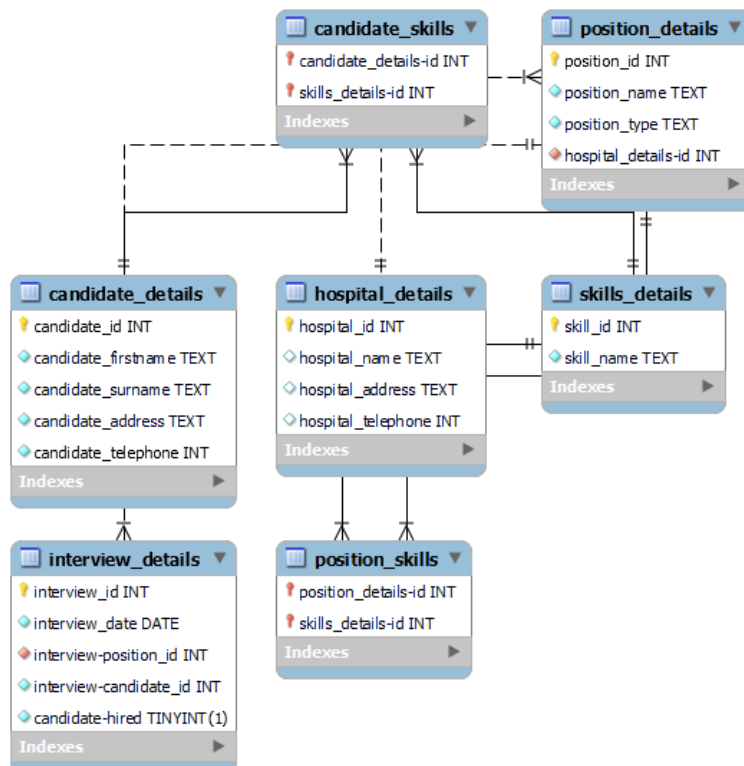 candidate_skills
candidate_details-id INT
skills_details-id INT
Indexes
position_details
position_id INT
position_name TEXT
position_type TEXT
hospital_details-id INT
Indexes
candidate_details
candidate_id INT
candidate_firstname TEXT
candidate_surname TEXT
candidate_address TEXT
candidate_telephone INT
Indexes
hospital_details
hospital_id INT
hospital_name TEXT
hospital_address TEXT
hospital_telephone INT
Indexes
skills_details
skill_id INT
skill_name TEXT
Indexes
interview_details
interview_id INT
interview_date DATE
interview-position_id INT
interview-candidate_id INT
candidate-hired TINYINT(1)
Indexes
position_skills
position_details-id INT
skills_details-id INT
Indexes